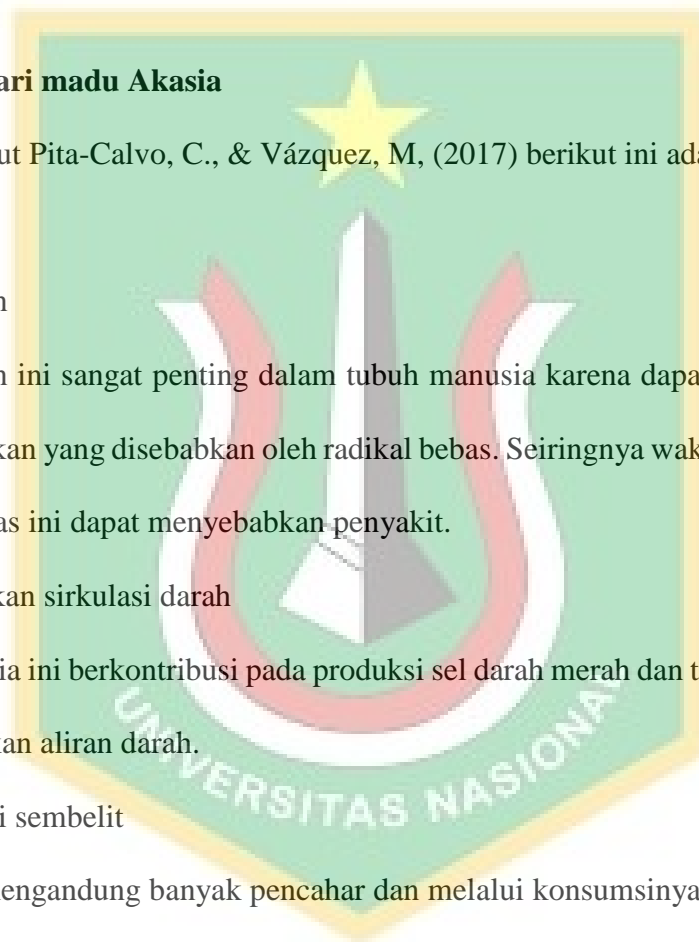 ari madu Akasia
ut Pita-Calvo, C., & Vázquez, M, (2017) berikut ini ada
n
n ini sangat penting dalam tubuh manusia karena dapa
kan yang disebabkan oleh radikal bebas. Seiringnya wak
as ini dapat menyebabkan penyakit.
kan sirkulasi darah
ia ini berkontribusi pada produksi sel darah merah dan t
kan aliran darah.
i sembelit
nengandung banyak pencahar dan melalui konsumsinya
UNIVERSITAS NASIONAL